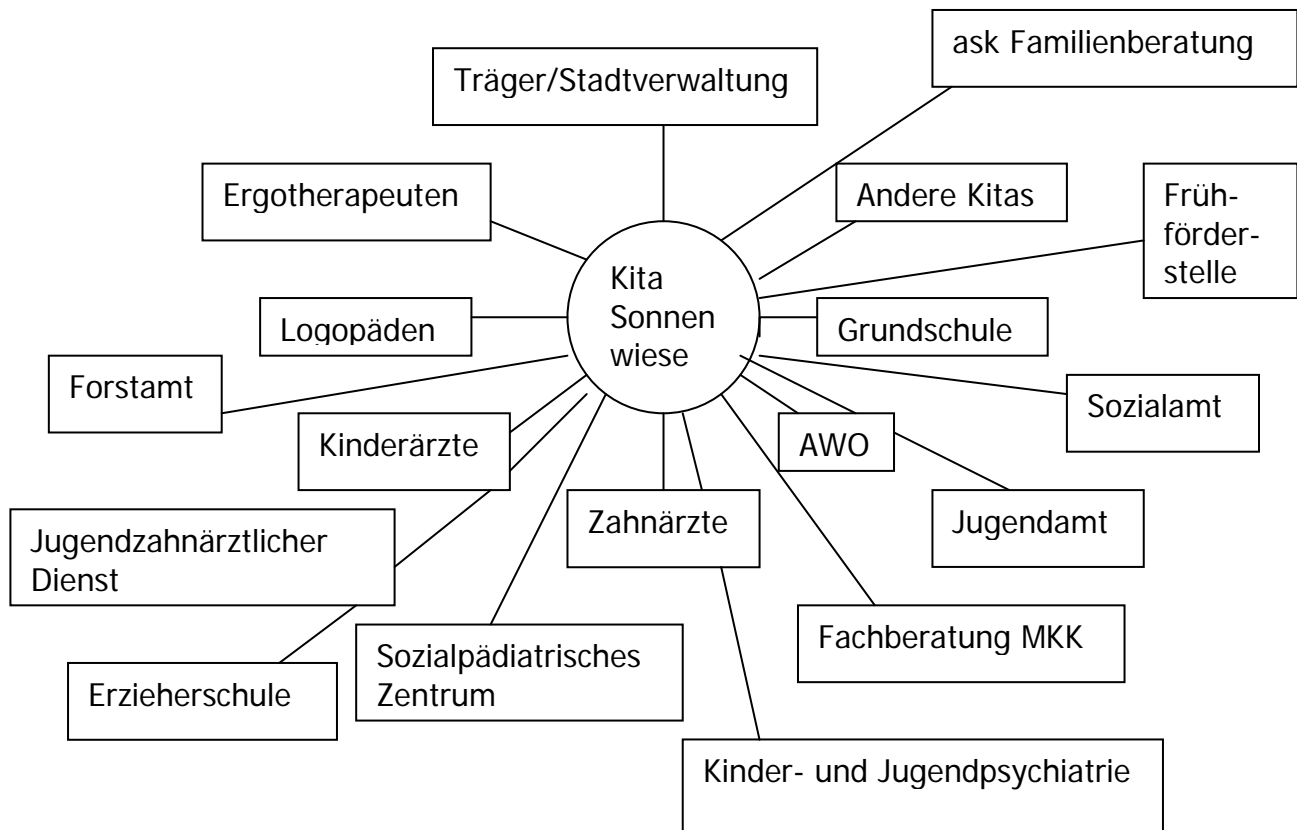 ask Familienberatung
Träger/Stadtverwaltung
Ergotherapeuten
Andere Kitas
Früh-
förder-
stelle
Kita
Sonnen
wiese
Logopäden
Grundschule
Forstamt
Sozialamt
Kinderärzte
AWO
Zahnärzte
Jugendamt
Jugendzahnärztlicher
Dienst
Fachberatung MKK
Sozialpädiatrisches
Zentrum
Erzieherschule
Kinder- und Jugendpsychiatrie